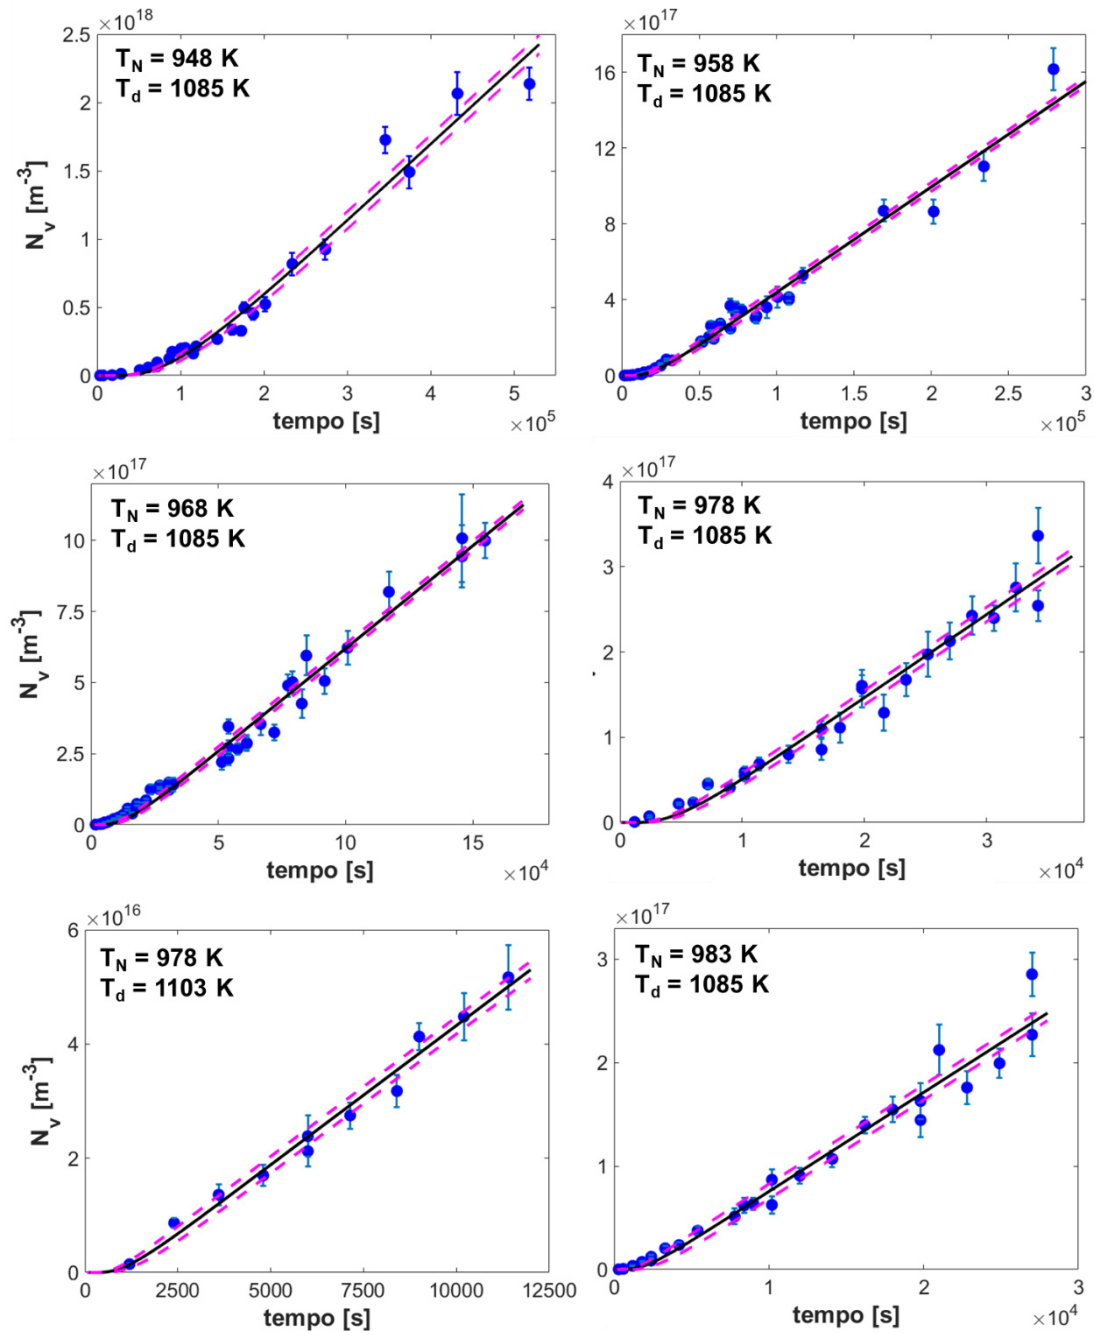 ×10^18
2.5
T_N = 948 K
T_d = 1085 K
2
1.5
1
0.5
0
N_v [m^-3]
0 1 2 3 4 5
tempo [s]
×10^5
×10^17
16
T_N = 958 K
T_d = 1085 K
12
8
4
0
0 0.5 1 1.5 2 2.5 3
tempo [s]
×10^5
×10^17
T_N = 968 K
T_d = 1085 K
10
7.5
5
2.5
0
N_v [m^-3]
0 5 10 15
tempo [s]
×10^4
×10^17
4
T_N = 978 K
T_d = 1085 K
3
2
1
0
0 1 2 3
tempo [s]
×10^4
×10^16
6
T_N = 978 K
T_d = 1103 K
4
2
0
N_v [m^-3]
0 2500 5000 7500 10000 12500
tempo [s]
×10^17
3
T_N = 983 K
T_d = 1085 K
2
1
0
0 1 2 3
tempo [s]
×10^4